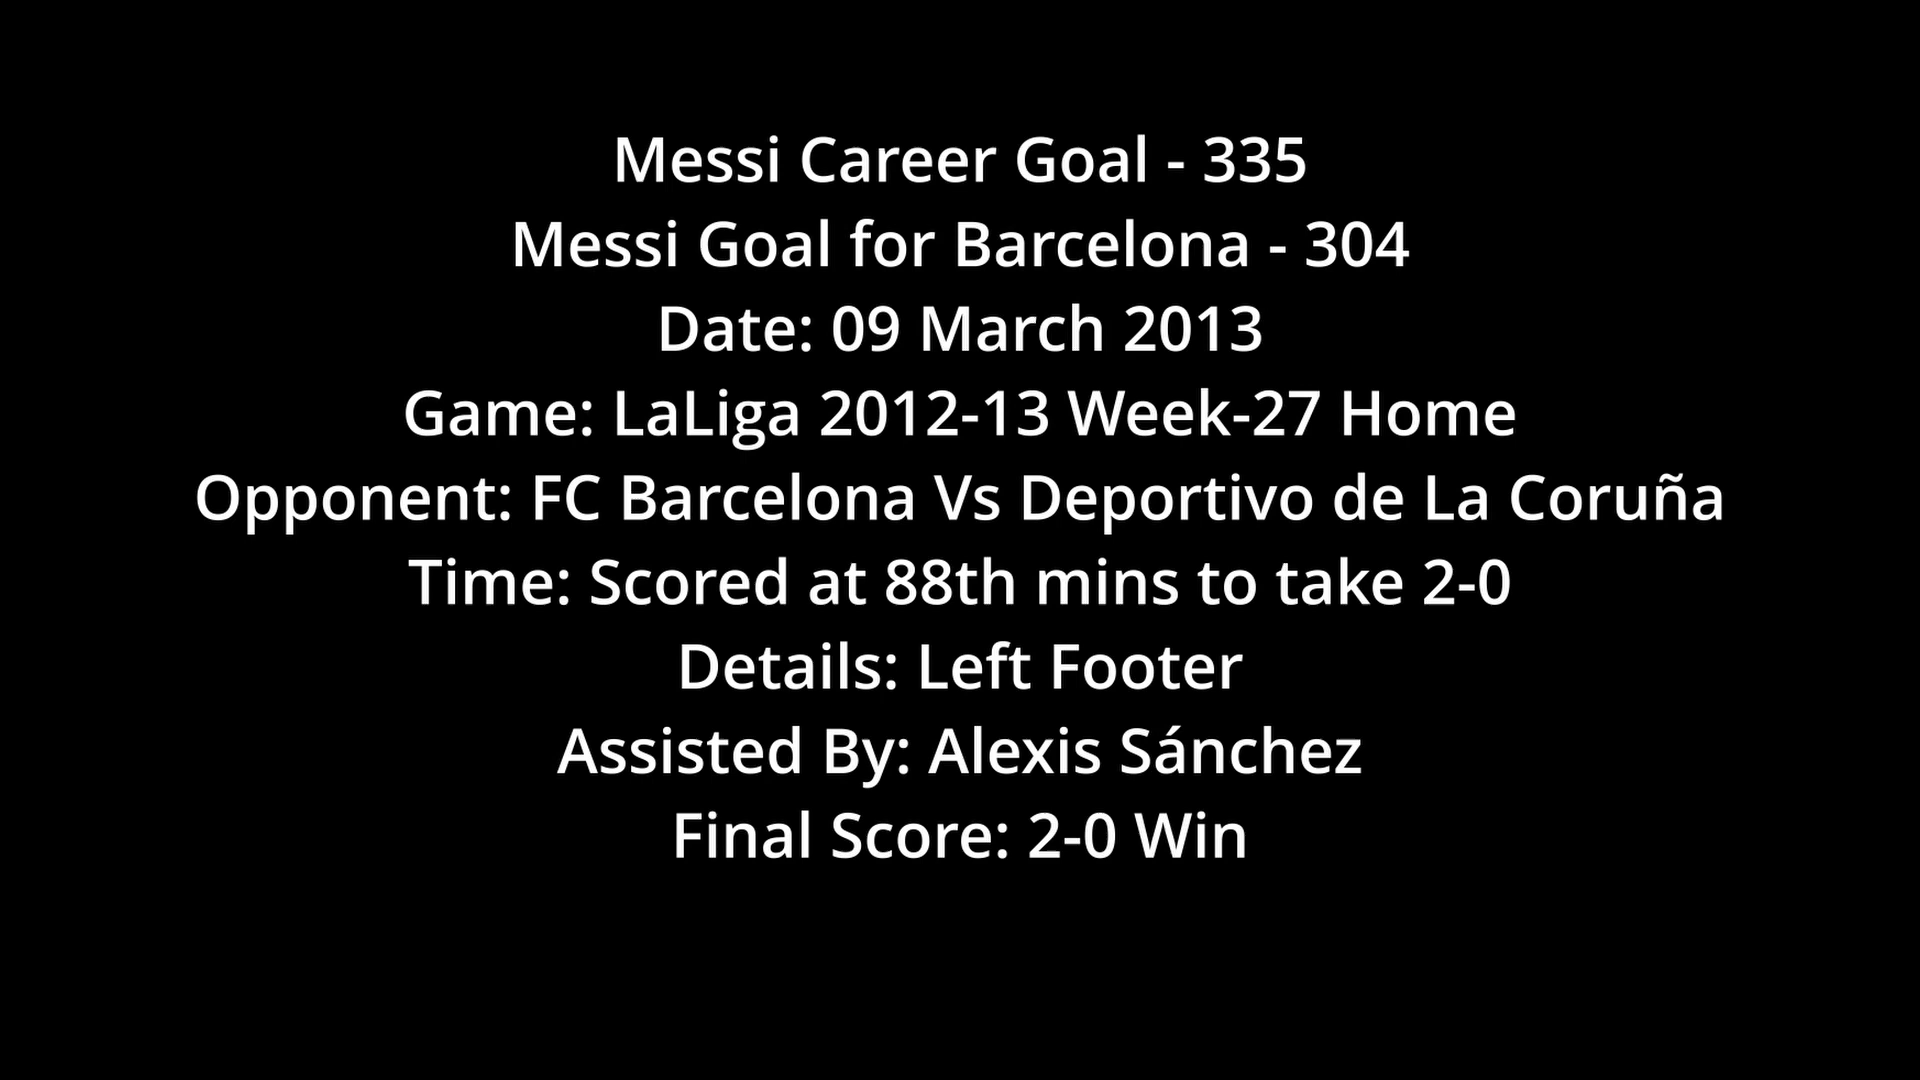 Messi Career Goal - 335
Messi Goal for Barcelona - 304
Date: 09 March 2013
Game: LaLiga 2012-13 Week-27 Home
Opponent: FC Barcelona Vs Deportivo de La Coruña
Time: Scored at 88th mins to take 2-0
Details: Left Footer
Assisted By: Alexis Sánchez
Final Score: 2-0 Win